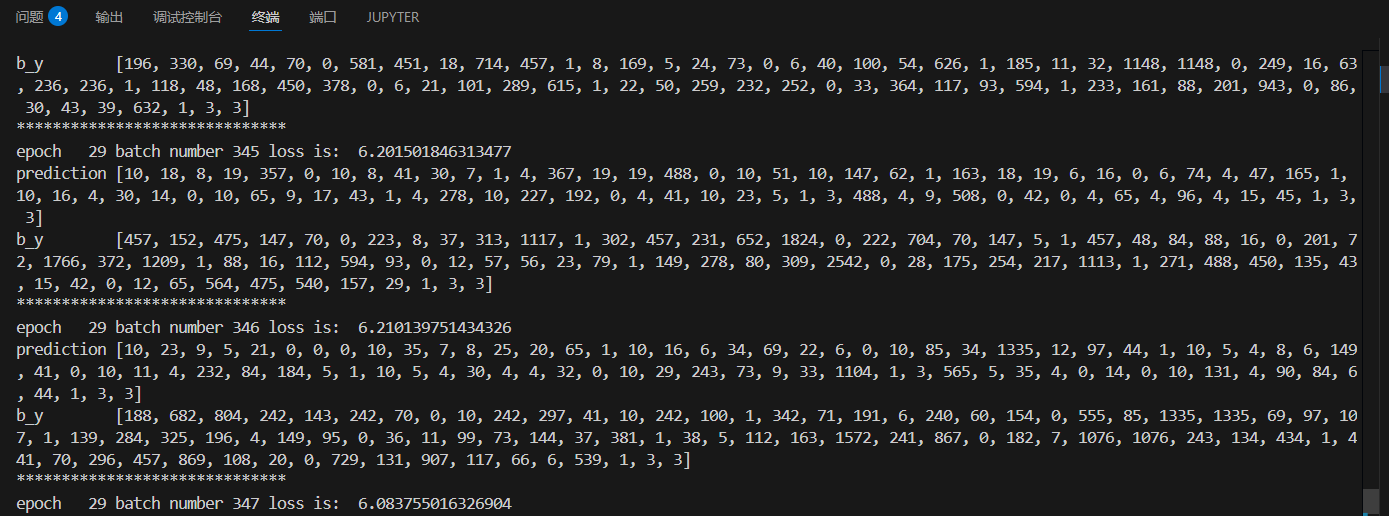 问题 4 输出 调试控制台 终端 端口 JUPYTER
b_y [196, 330, 69, 44, 70, 0, 581, 451, 18, 714, 457, 1, 8, 169, 5, 24, 73, 0, 6, 40, 100, 54, 626, 1, 185, 11, 32, 1148, 1148, 0, 249, 16, 63
, 236, 236, 1, 118, 48, 168, 450, 378, 0, 6, 21, 101, 289, 615, 1, 22, 50, 259, 232, 252, 0, 33, 364, 117, 93, 594, 1, 233, 161, 88, 201, 943, 0, 86,
30, 43, 39, 632, 1, 3, 3]
******************************
epoch 29 batch number 345 loss is: 6.201501846313477
prediction [10, 18, 8, 19, 357, 0, 10, 8, 41, 30, 7, 1, 4, 367, 19, 19, 488, 0, 10, 51, 10, 147, 62, 1, 163, 18, 19, 6, 16, 0, 6, 74, 4, 47, 165, 1,
10, 16, 4, 30, 14, 0, 10, 65, 9, 17, 43, 1, 4, 278, 10, 227, 192, 0, 4, 41, 10, 23, 5, 1, 3, 488, 4, 9, 508, 0, 42, 0, 4, 65, 4, 96, 4, 15, 45, 1, 3,
3]
b_y [457, 152, 475, 147, 70, 0, 223, 8, 37, 313, 1117, 1, 302, 457, 231, 652, 1824, 0, 222, 704, 70, 147, 5, 1, 457, 48, 84, 88, 16, 0, 201, 7
2, 1766, 372, 1209, 1, 88, 16, 112, 594, 93, 0, 12, 57, 56, 23, 79, 1, 149, 278, 80, 309, 2542, 0, 28, 175, 254, 217, 1113, 1, 271, 488, 450, 135, 43
, 15, 42, 0, 12, 65, 564, 475, 540, 157, 29, 1, 3, 3]
******************************
epoch 29 batch number 346 loss is: 6.210139751434326
prediction [10, 23, 9, 5, 21, 0, 0, 0, 10, 35, 7, 8, 25, 20, 65, 1, 10, 16, 6, 34, 69, 22, 6, 0, 10, 85, 34, 1335, 12, 97, 44, 1, 10, 5, 4, 8, 6, 149
, 41, 0, 10, 11, 4, 232, 84, 184, 5, 1, 10, 5, 4, 30, 4, 4, 32, 0, 10, 29, 243, 73, 9, 33, 1104, 1, 3, 565, 5, 35, 4, 0, 14, 0, 10, 131, 4, 90, 84, 6
, 44, 1, 3, 3]
b_y [188, 682, 804, 242, 143, 242, 70, 0, 10, 242, 297, 41, 10, 242, 100, 1, 342, 71, 191, 6, 240, 60, 154, 0, 555, 85, 1335, 1335, 69, 97, 10
7, 1, 139, 284, 325, 196, 4, 149, 95, 0, 36, 11, 99, 73, 144, 37, 381, 1, 38, 5, 112, 163, 1572, 241, 867, 0, 182, 7, 1076, 1076, 243, 134, 434, 1, 4
41, 70, 296, 457, 869, 108, 20, 0, 729, 131, 907, 117, 66, 6, 539, 1, 3, 3]
******************************
epoch 29 batch number 347 loss is: 6.083755016326904